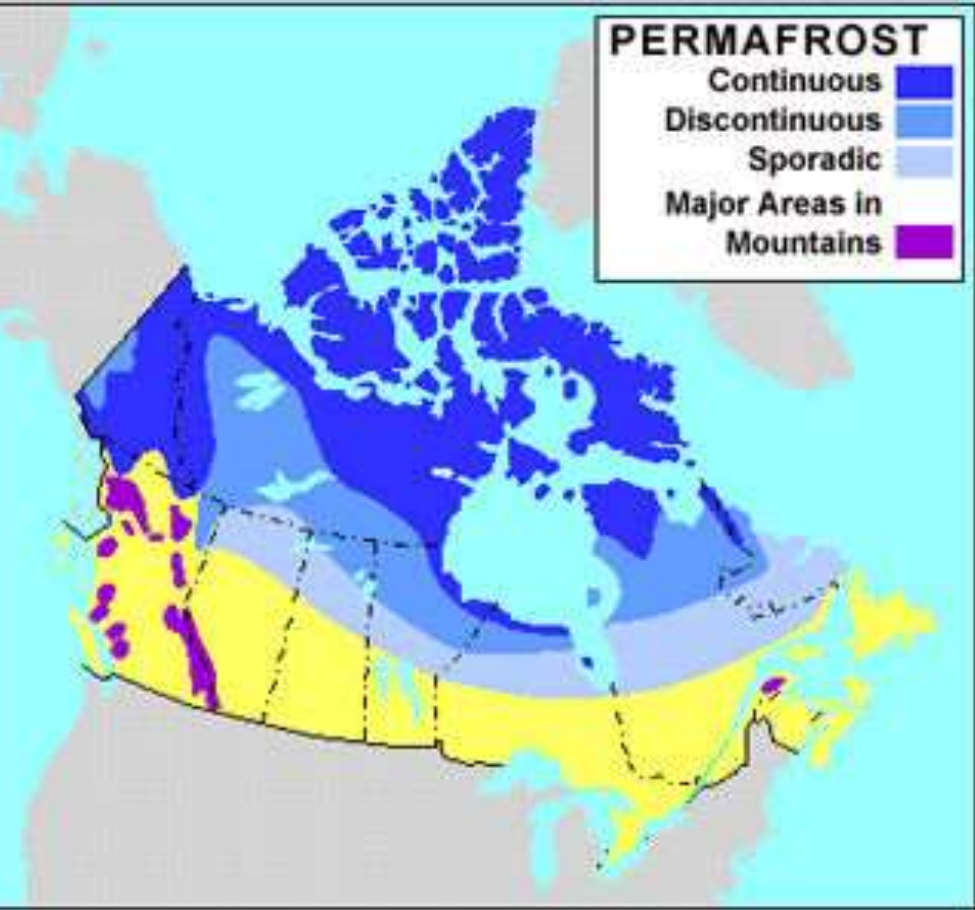 PERMAFROST
Continuous
Discontinuous
Sporadic
Major Areas in
Mountains